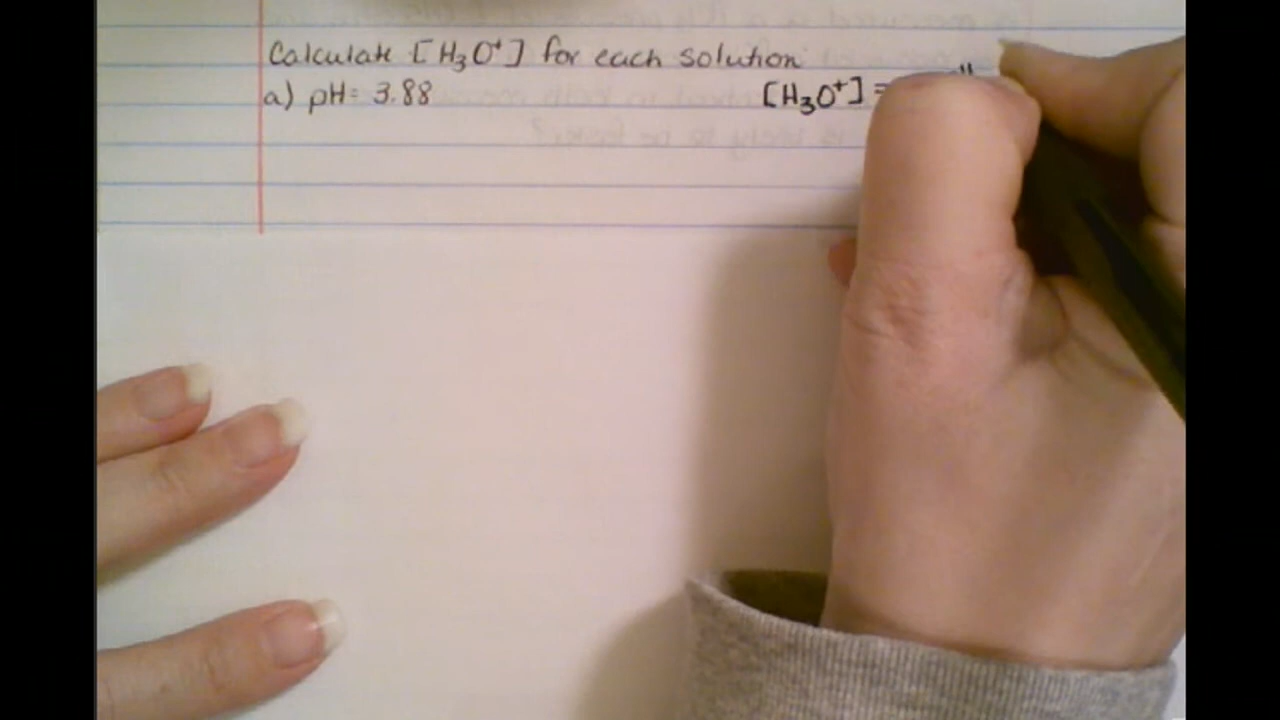 Calculate [H₃O⁺] for each solution
a) pH= 3.88 [H₃O⁺] =